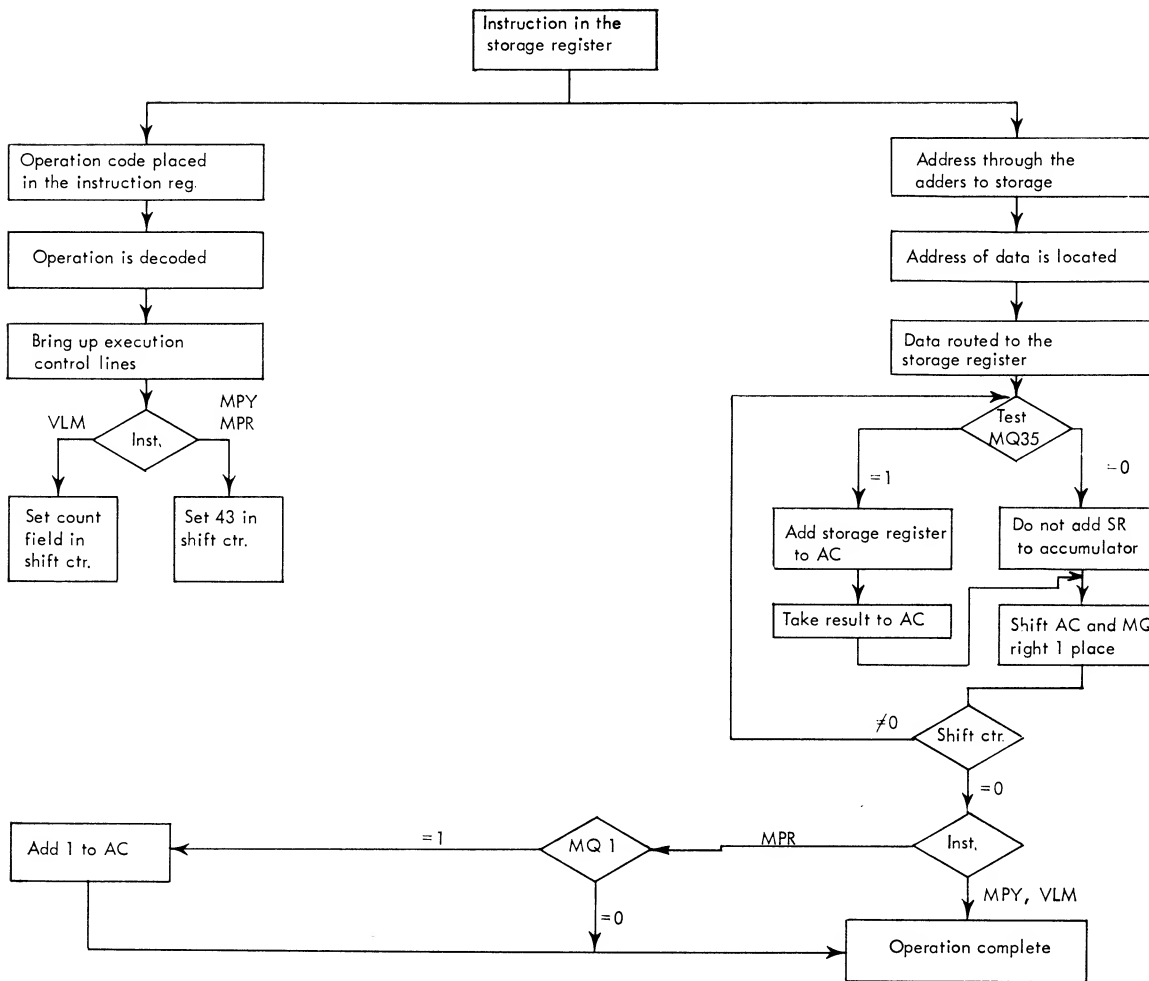 Instruction in the
storage register
Operation code placed
in the instruction reg.
Address through the
adders to storage
Operation is decoded
Address of data is located
Bring up execution
control lines
Data routed to the
storage register
VLM
Inst.
MPY
MPR
Test
MQ35
=1
=0
Set count
field in
shift ctr.
Set 43 in
shift ctr.
Add storage register
to AC
Do not add SR
to accumulator
Take result to AC
Shift AC and MQ
right 1 place
≠0
Shift ctr.
=0
Add 1 to AC
=1
MQ 1
MPR
Inst.
=0
MPY, VLM
Operation complete